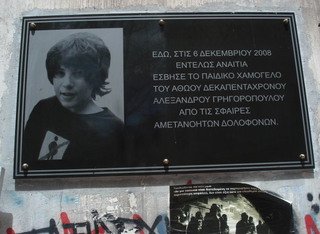 ΕΔΩ, ΣΤΙΣ 6 ΔΕΚΕΜΒΡΙΟΥ 2008
ΕΝΤΕΛΩΣ ΑΝΑΙΤΙΑ
ΕΣΒΗΣΕ ΤΟ ΠΑΙΔΙΚΟ ΧΑΜΟΓΕΛΟ
ΤΟΥ ΑΘΩΟΥ ΔΕΚΑΠΕΝΤΑΧΡΟΝΟΥ
ΑΛΕΞΑΝΔΡΟΥ ΓΡΗΓΟΡΟΠΟΥΛΟΥ
ΑΠΟ ΤΙΣ ΣΦΑΙΡΕΣ
ΑΜΕΤΑΝΟΗΤΩΝ ΔΟΛΟΦΟΝΩΝ.